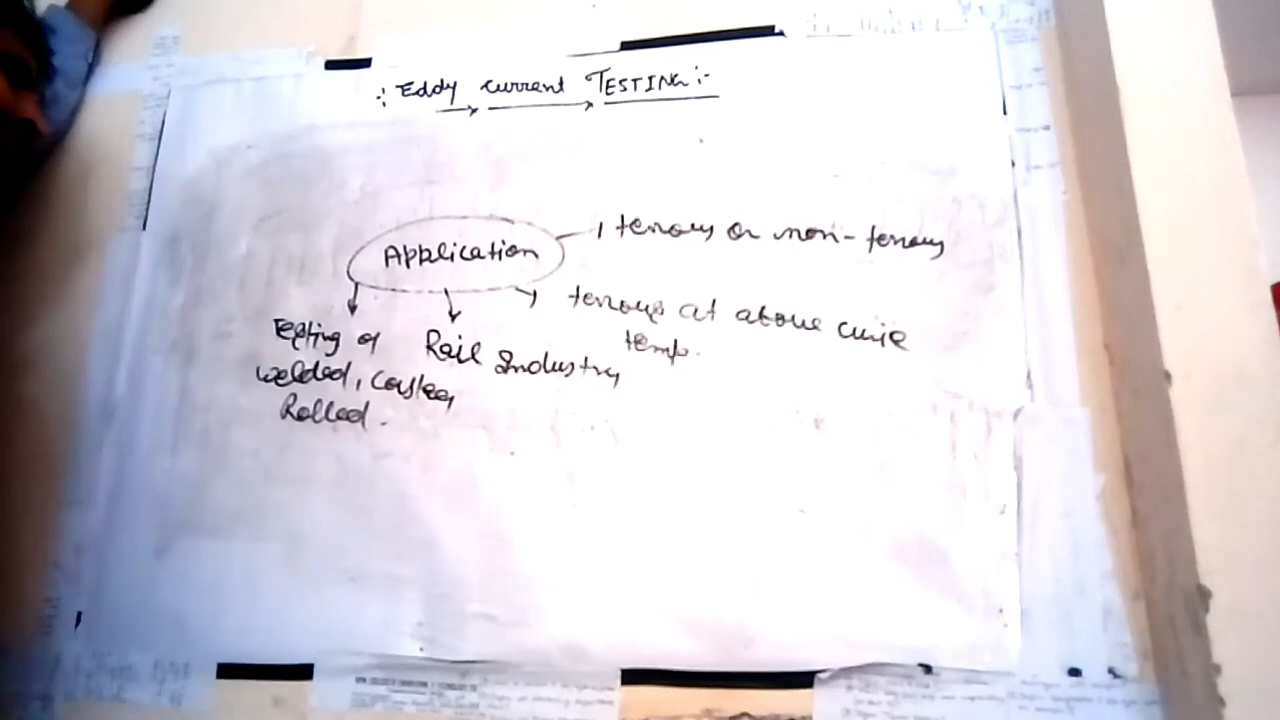 :- Eddy current TESTING :-
Application
ferrous or non-ferrous
ferrous at above curie
temp.
Testing of
welded, casted,
Rolled.
Rail Industry